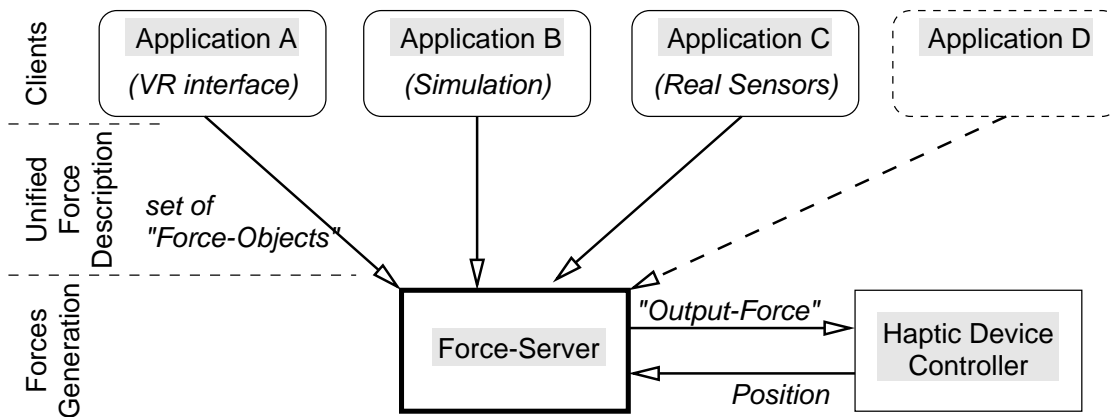 Clients
Application A
(VR interface)
Application B
(Simulation)
Application C
(Real Sensors)
Application D
Unified
Force
Description
set of
"Force-Objects"
Forces
Generation
Force-Server
"Output-Force"
Position
Haptic Device
Controller